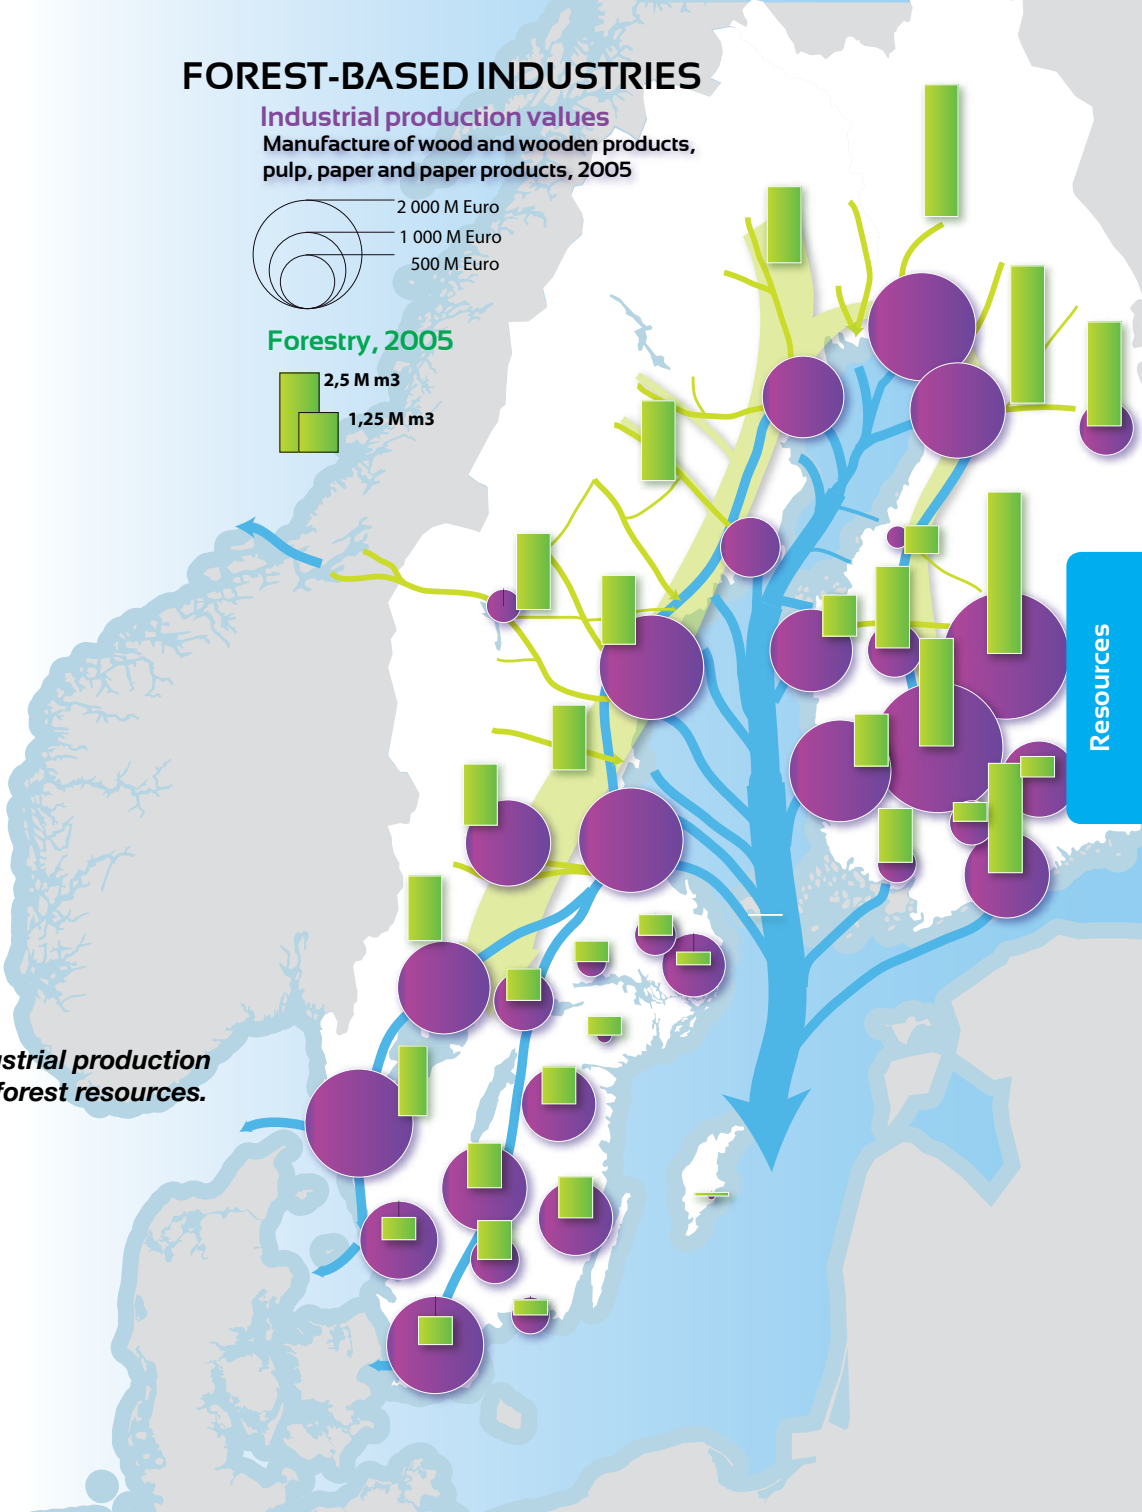 FOREST-BASED INDUSTRIES
Industrial production values
Manufacture of wood and wooden products,
pulp, paper and paper products, 2005
2 000 M Euro
1 000 M Euro
500 M Euro
Forestry, 2005
2,5 M m3
1,25 M m3
Resources
ustrial production
forest resources.